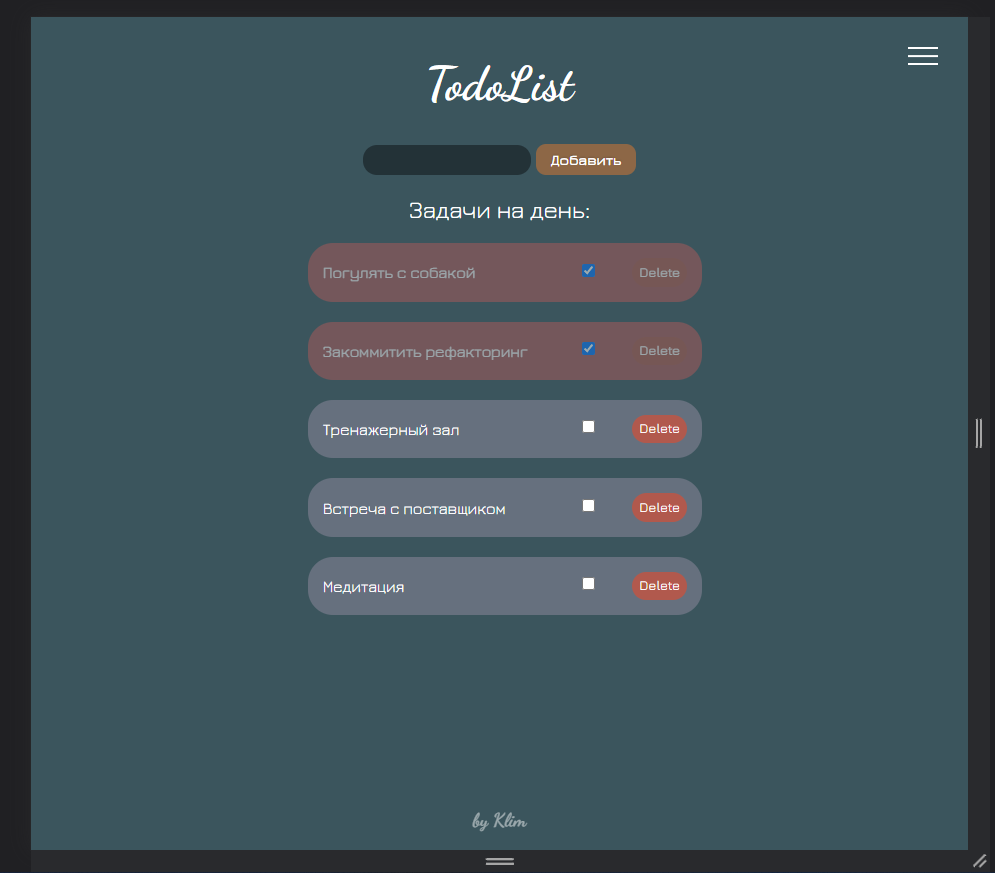 TodoList
Добавить
Задачи на день:
Погулять с собакой Delete
Закоммитить рефакторинг Delete
Тренажерный зал Delete
Встреча с поставщиком Delete
Медитация Delete
by Klim